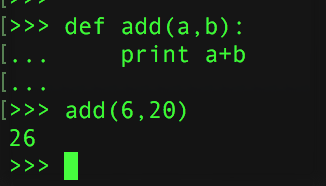 [>>> def add(a,b):
[...     print a+b
[...
[>>> add(6,20)
26
>>>